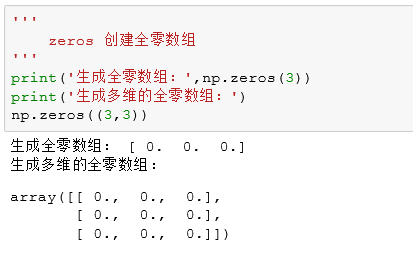 '''
    zeros 创建全零数组
'''
print('生成全零数组：',np.zeros(3))
print('生成多维的全零数组：')
np.zeros((3,3))
生成全零数组： [ 0.  0.  0.]
生成多维的全零数组：
array([[ 0.,  0.,  0.],
       [ 0.,  0.,  0.],
       [ 0.,  0.,  0.]])